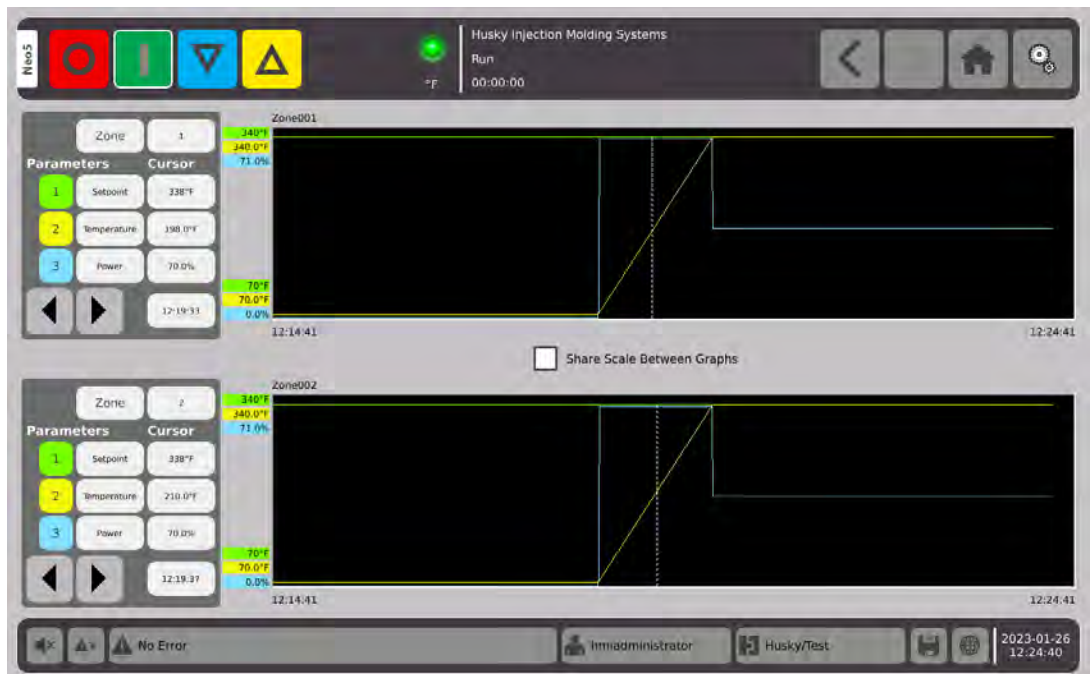 Neo5
Husky Injection Molding Systems
Run
°F
00:00:00
Zone
1
Parameters
Cursor
1
Setpoint
338°F
2
Temperature
198.0°F
3
Power
70.0%
12:19:33
Zone001
340°F
340.0°F
71.0%
70°F
70.0°F
0.0%
12:14:41
12:24:41
Share Scale Between Graphs
Zone
2
Parameters
Cursor
1
Setpoint
338°F
2
Temperature
210.0°F
3
Power
70.0%
12:19:37
Zone002
340°F
340.0°F
71.0%
70°F
70.0°F
0.0%
12:14:41
12:24:41
No Error
Husky/Test
2023-01-26
12:24:40